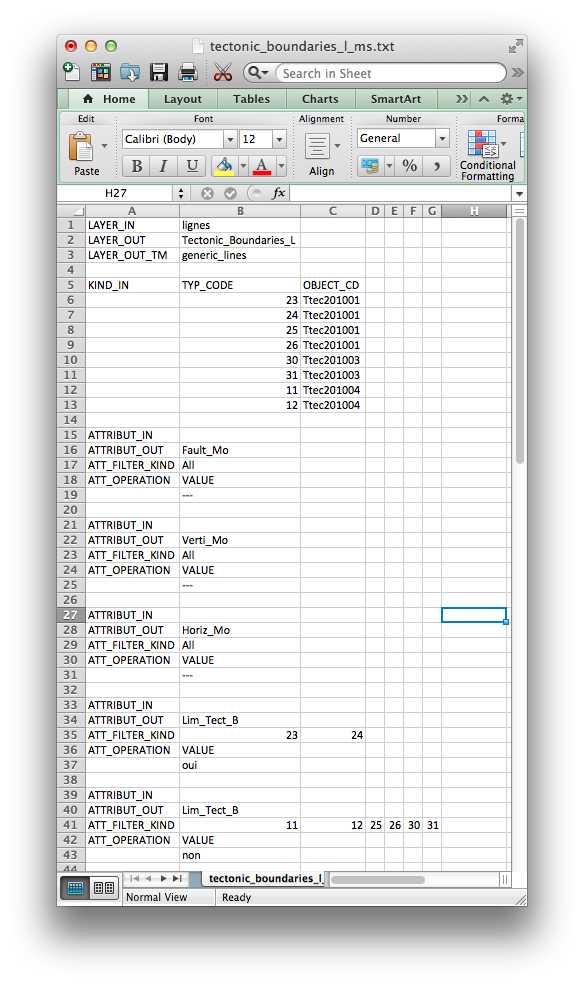 tectonic_boundaries_l_ms.txt
Search in Sheet
Home Layout Tables Charts SmartArt
Edit Font Alignment Number Forma
Calibri (Body) 12 General
Paste B I U A Align % , Conditional Formatting
H27 fx
A B C D E F G H
1 LAYER_IN lignes
2 LAYER_OUT Tectonic_Boundaries_L
3 LAYER_OUT_TM generic_lines
4
5 KIND_IN TYP_CODE OBJECT_CD
6 23 Ttec201001
7 24 Ttec201001
8 25 Ttec201001
9 26 Ttec201001
10 30 Ttec201003
11 31 Ttec201003
12 11 Ttec201004
13 12 Ttec201004
14
15 ATTRIBUT_IN
16 ATTRIBUT_OUT Fault_Mo
17 ATT_FILTER_KIND All
18 ATT_OPERATION VALUE
19 ---
20
21 ATTRIBUT_IN
22 ATTRIBUT_OUT Verti_Mo
23 ATT_FILTER_KIND All
24 ATT_OPERATION VALUE
25 ---
26
27 ATTRIBUT_IN
28 ATTRIBUT_OUT Horiz_Mo
29 ATT_FILTER_KIND All
30 ATT_OPERATION VALUE
31 ---
32
33 ATTRIBUT_IN
34 ATTRIBUT_OUT Lim_Tect_B
35 ATT_FILTER_KIND 23 24
36 ATT_OPERATION VALUE
37 oui
38
39 ATTRIBUT_IN
40 ATTRIBUT_OUT Lim_Tect_B
41 ATT_FILTER_KIND 11 12 25 26 30 31
42 ATT_OPERATION VALUE
43 non
44
tectonic_boundaries_l_
Normal View Ready